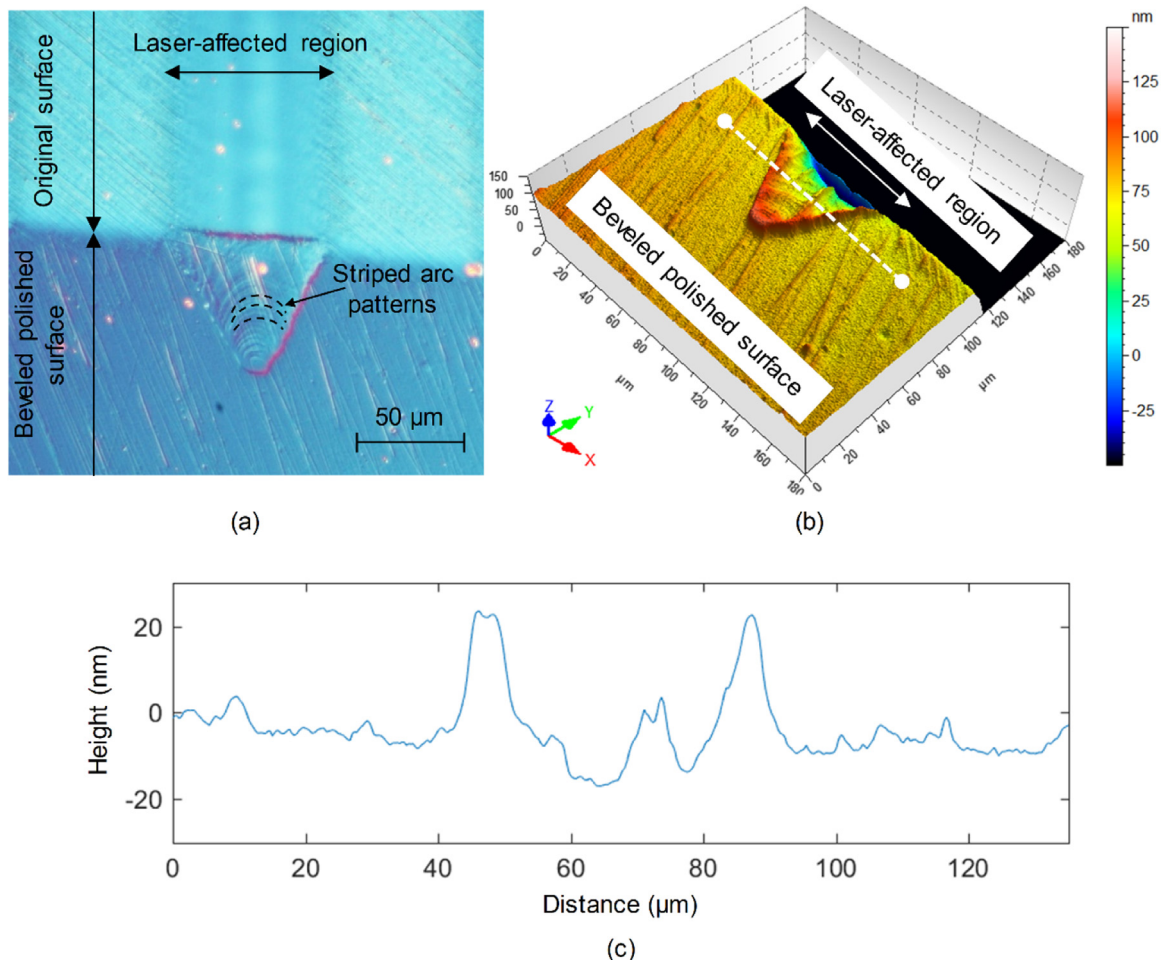 Laser-affected region
Original surface
Beveled polished
surface
Striped arc
patterns
50 µm
(a)
nm
125
100
75
50
25
0
-25
Laser-affected
region
Beveled polished surface
150
100
50
0
0
20
40
60
80
100
120
140
160
180
µm
0
20
40
60
80
100
120
140
160
180
µm
Z
Y
X
(b)
Height (nm)
20
0
-20
0
20
40
60
80
100
120
Distance (µm)
(c)